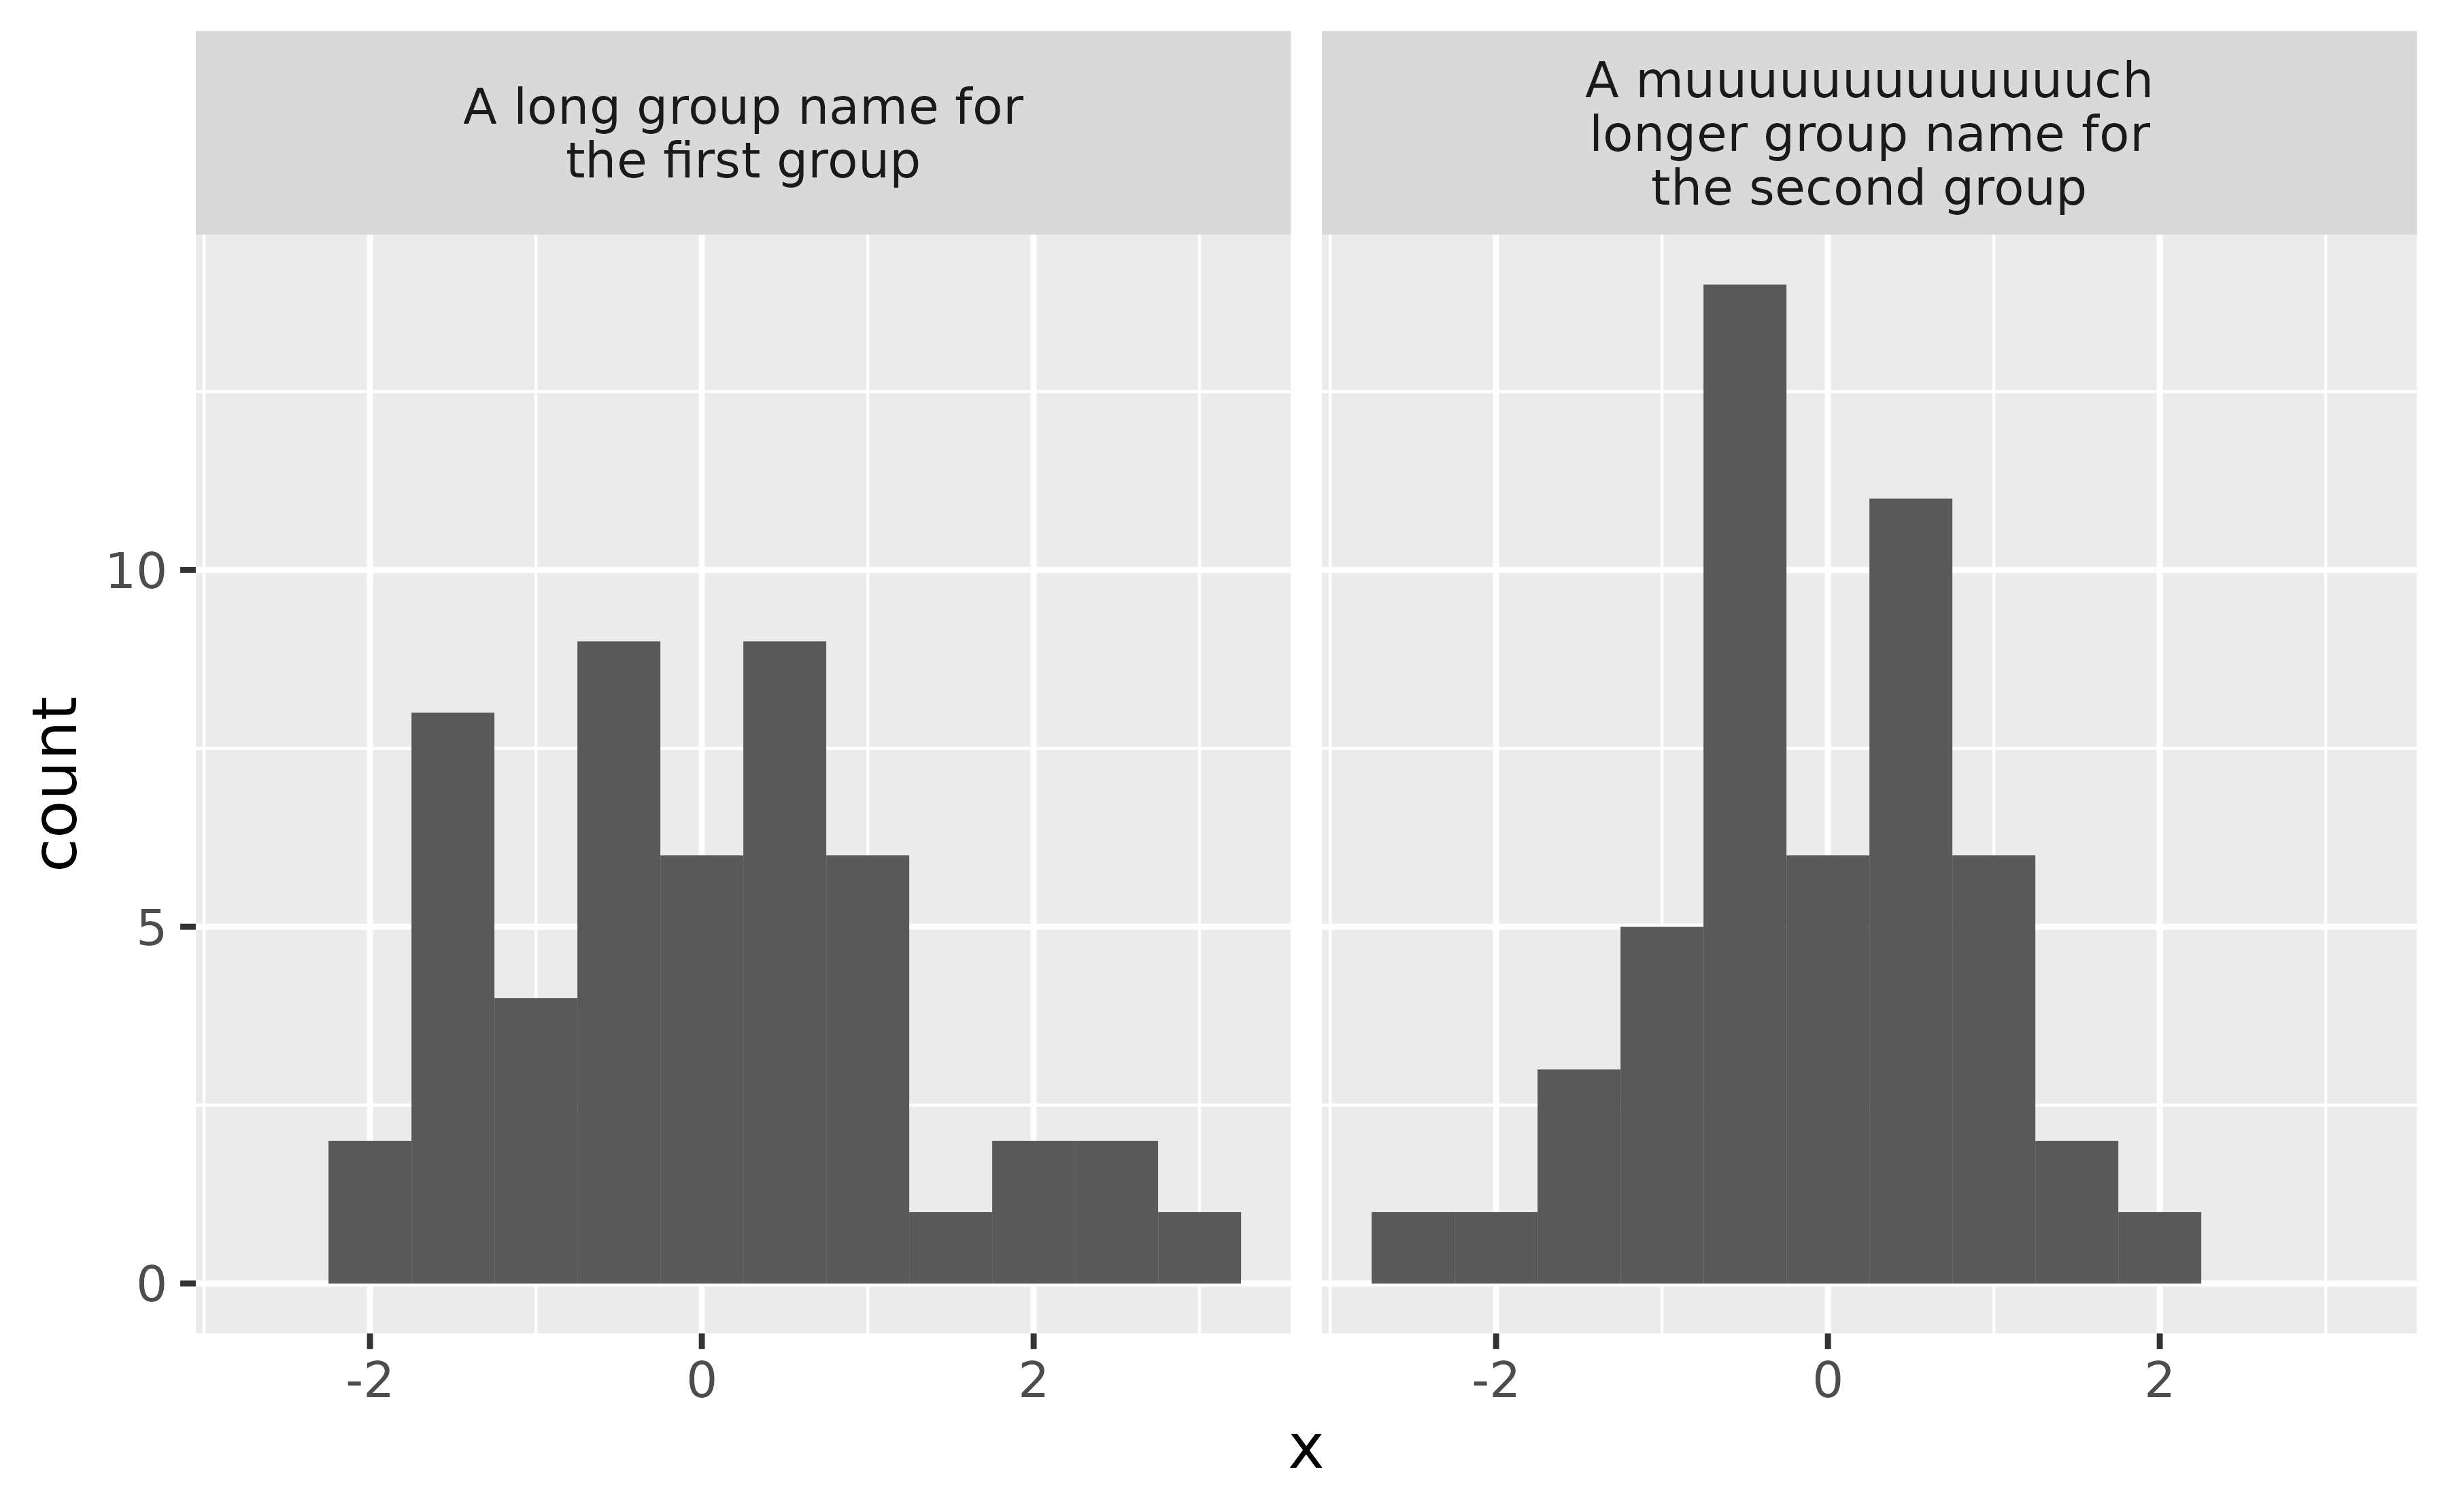 A long group name for
the first group
A muuuuuuuuuuuuuuch
longer group name for
the second group
10
5
0
count
-2
0
2
-2
0
2
x